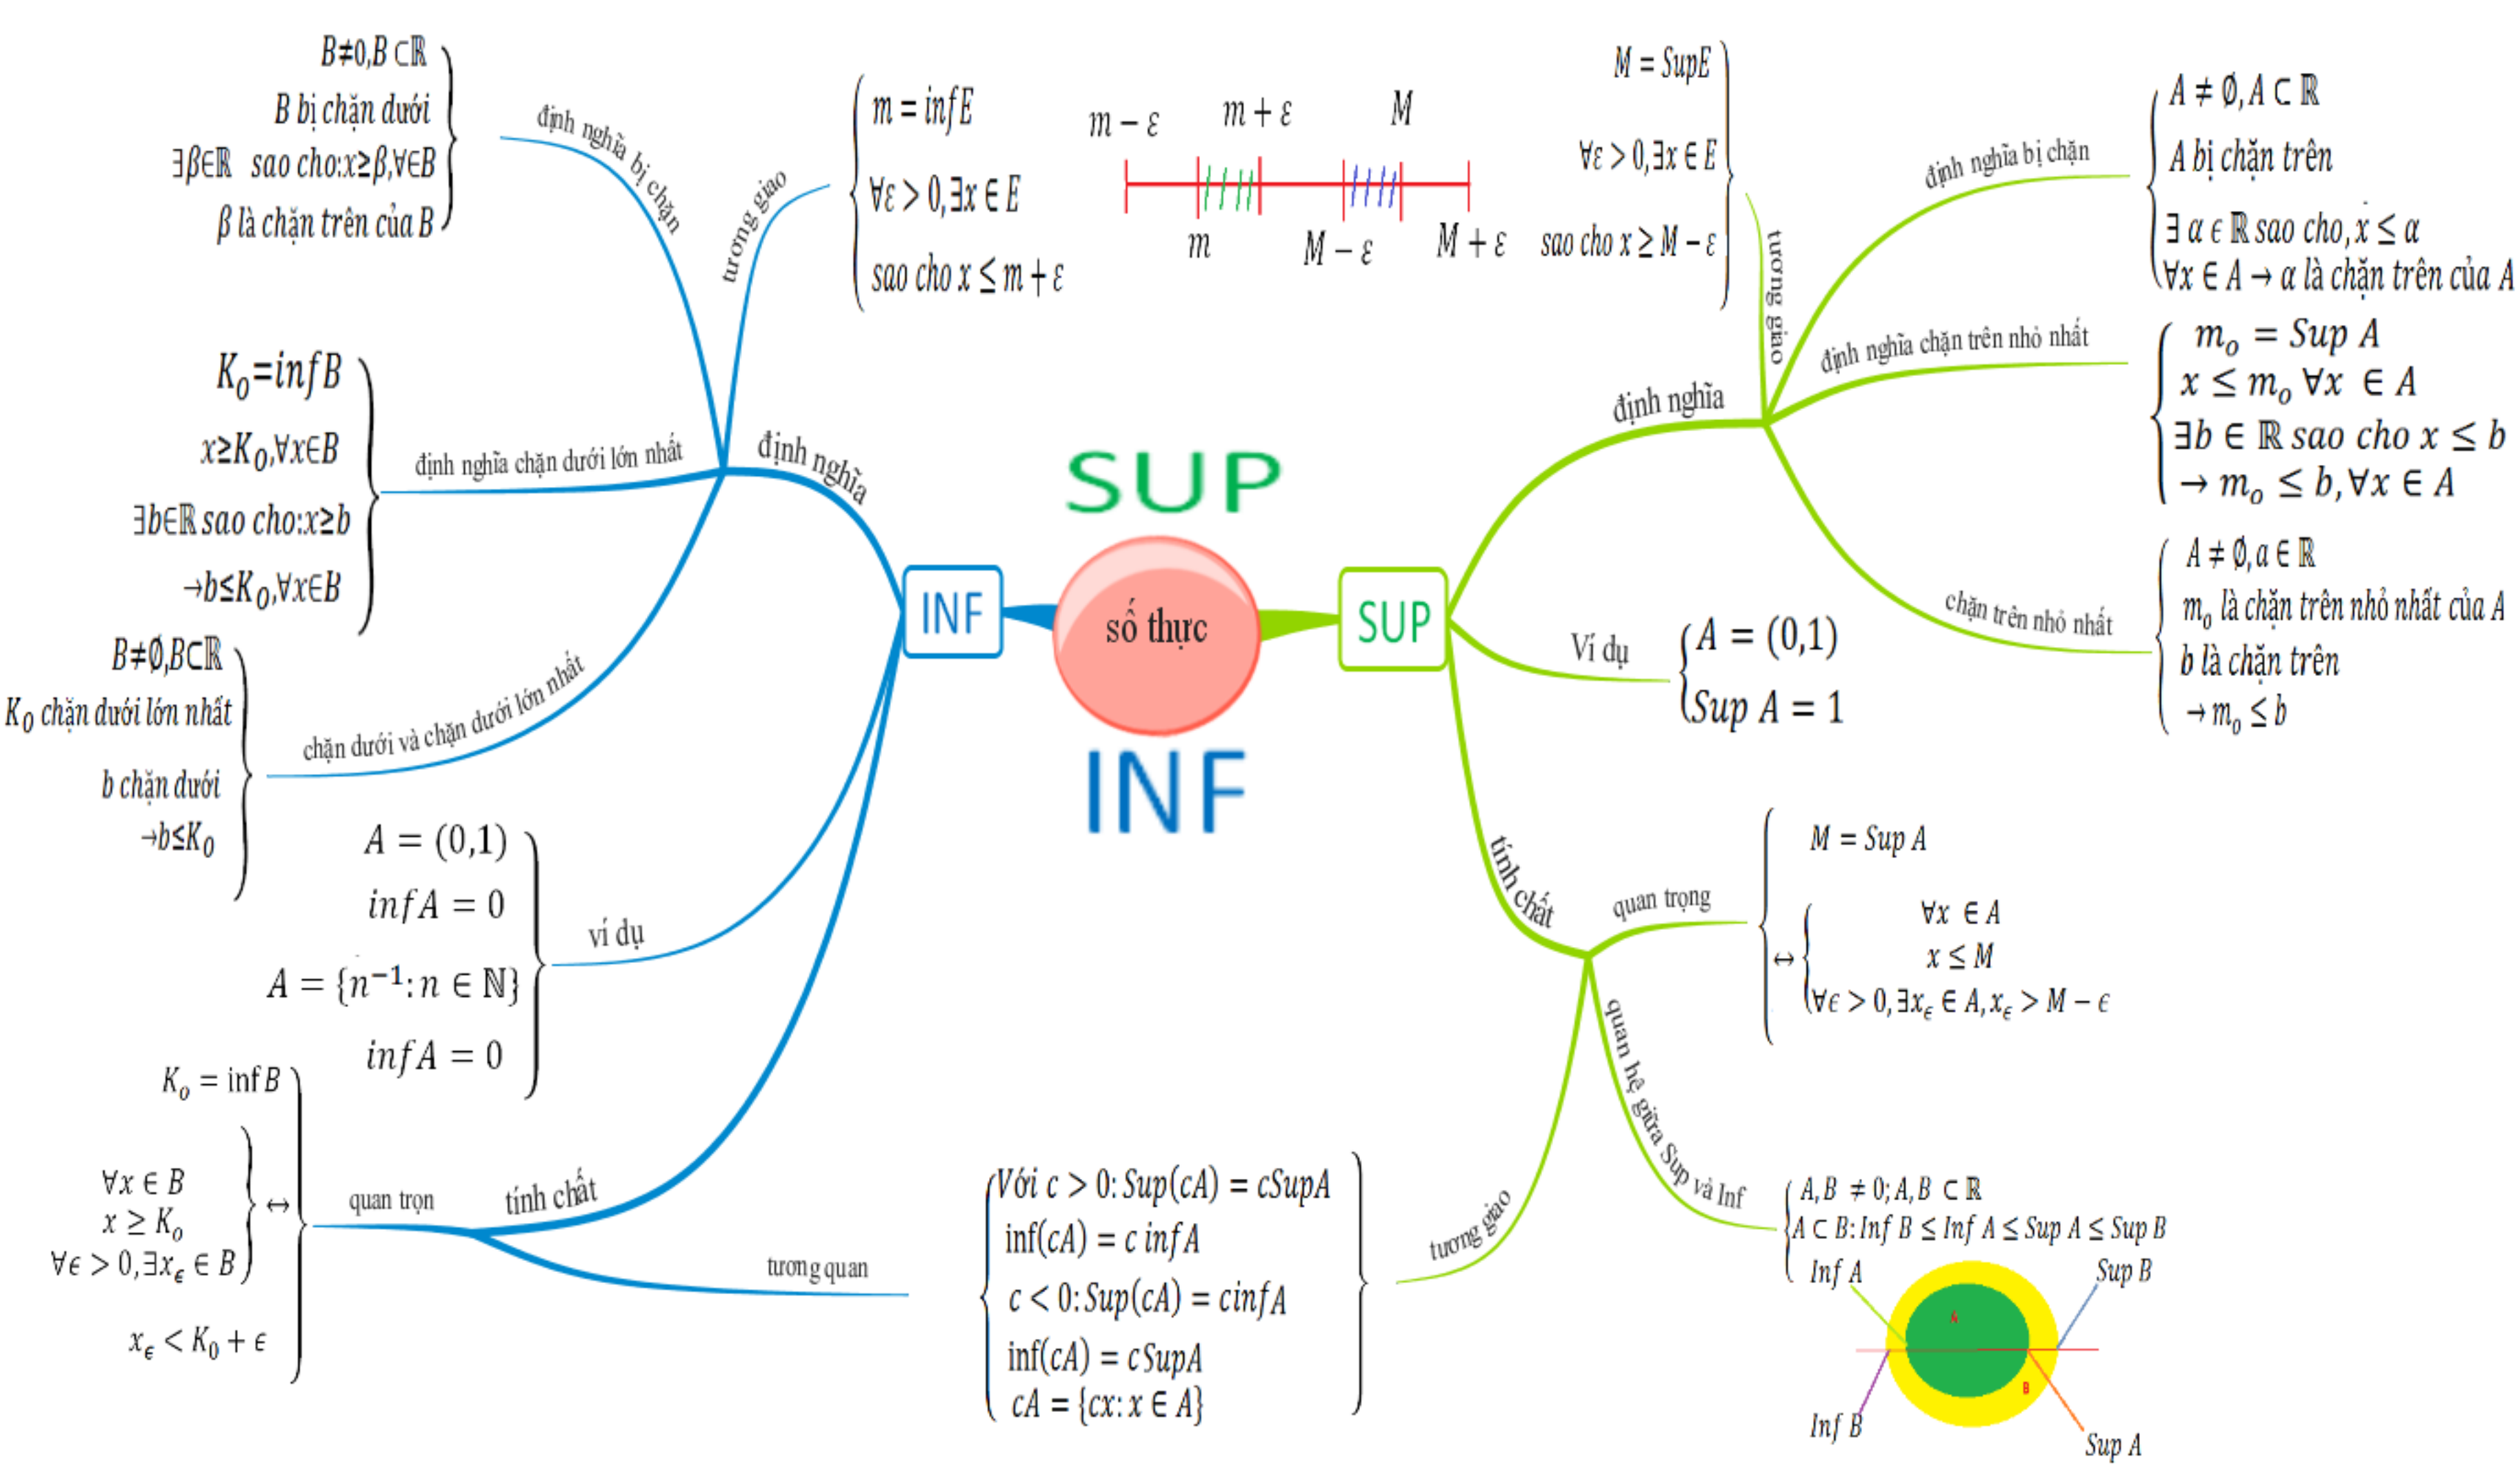 SUP
số thực
INF
INF
định nghĩa
định nghĩa bị chặn
B≠0,B ⊂ℝ
B bị chặn dưới
∃β∈ℝ sao cho:x≥β,∀∈B
β là chặn trên của B
tương giao
m = infE
∀ε > 0,∃x ∈ E
sao cho x ≤ m + ε
m − ε
m + ε
M
m
M − ε
M + ε
định nghĩa chặn dưới lớn nhất
K₀=infB
x≥K₀,∀x∈B
∃b∈ℝ sao cho:x≥b
→b≤K₀,∀x∈B
chặn dưới và chặn dưới lớn nhất
B≠∅,B⊂ℝ
K₀ chặn dưới lớn nhất
b chặn dưới
→b≤K₀
ví dụ
A = (0,1)
infA = 0
A = {n⁻¹: n ∈ ℕ}
infA = 0
tính chất
quan trọn
Kₒ = inf B
↔
∀x ∈ B
x ≥ Kₒ
∀ϵ > 0,∃x_ϵ ∈ B
x_ϵ < K₀ + ϵ
tương quan
Với c > 0: Sup(cA) = cSupA
inf(cA) = c infA
c < 0: Sup(cA) = cinfA
inf(cA) = cSupA
cA = {cx: x ∈ A}
SUP
định nghĩa
tương giao
M = SupE
∀ε > 0,∃x ∈ E
sao cho x ≥ M − ε
định nghĩa bị chặn
A ≠ ∅,A ⊂ ℝ
A bị chặn trên
∃ α ϵ ℝ sao cho, x ≤ α
∀x ∈ A → α là chặn trên của A
định nghĩa chặn trên nhỏ nhất
mₒ = Sup A
x ≤ mₒ ∀x ∈ A
∃b ∈ ℝ sao cho x ≤ b
→ mₒ ≤ b,∀x ∈ A
chặn trên nhỏ nhất
A ≠ ∅,a ∈ ℝ
mₒ là chặn trên nhỏ nhất của A
b là chặn trên
→ mₒ ≤ b
Ví dụ
A = (0,1)
Sup A = 1
tính chất
quan trọng
M = Sup A
↔
∀x ∈ A
x ≤ M
∀ϵ > 0,∃x_ϵ ∈ A,x_ϵ > M − ϵ
quan hệ giữa Sup và Inf
A,B ≠ 0; A,B ⊂ ℝ
A ⊂ B: Inf B ≤ Inf A ≤ Sup A ≤ Sup B
Inf A
Sup B
A
B
Inf B
Sup A
tương giao